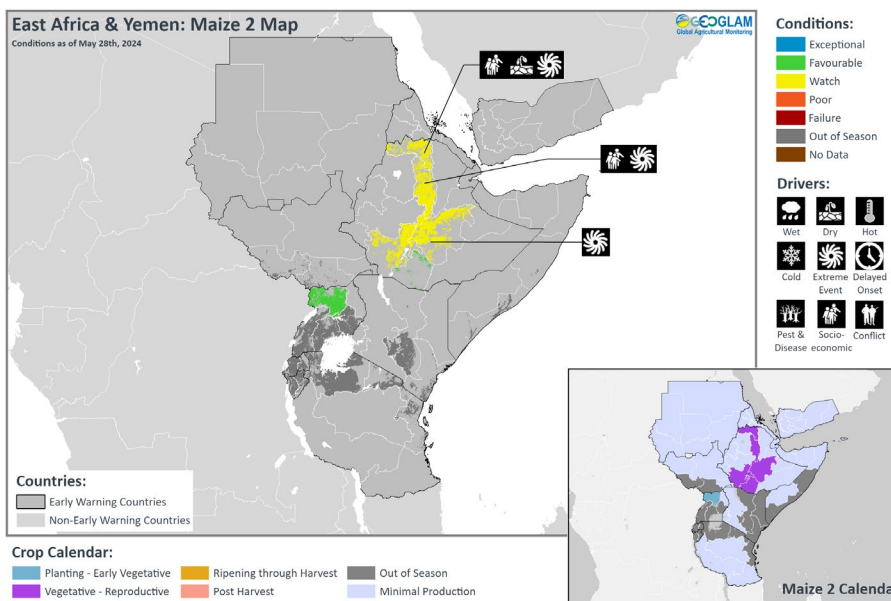 East Africa & Yemen: Maize 2 Map
Conditions as of May 28th, 2024
GEOGLAM
Global Agricultural Monitoring
Conditions:
Exceptional
Favourable
Watch
Poor
Failure
Out of Season
No Data
Drivers:
Wet
Dry
Hot
Cold
Extreme Event
Delayed Onset
Pest & Disease
Socio-economic
Conflict
Countries:
Early Warning Countries
Non-Early Warning Countries
Crop Calendar:
Planting - Early Vegetative
Ripening through Harvest
Out of Season
Vegetative - Reproductive
Post Harvest
Minimal Production
Maize 2 Calenda